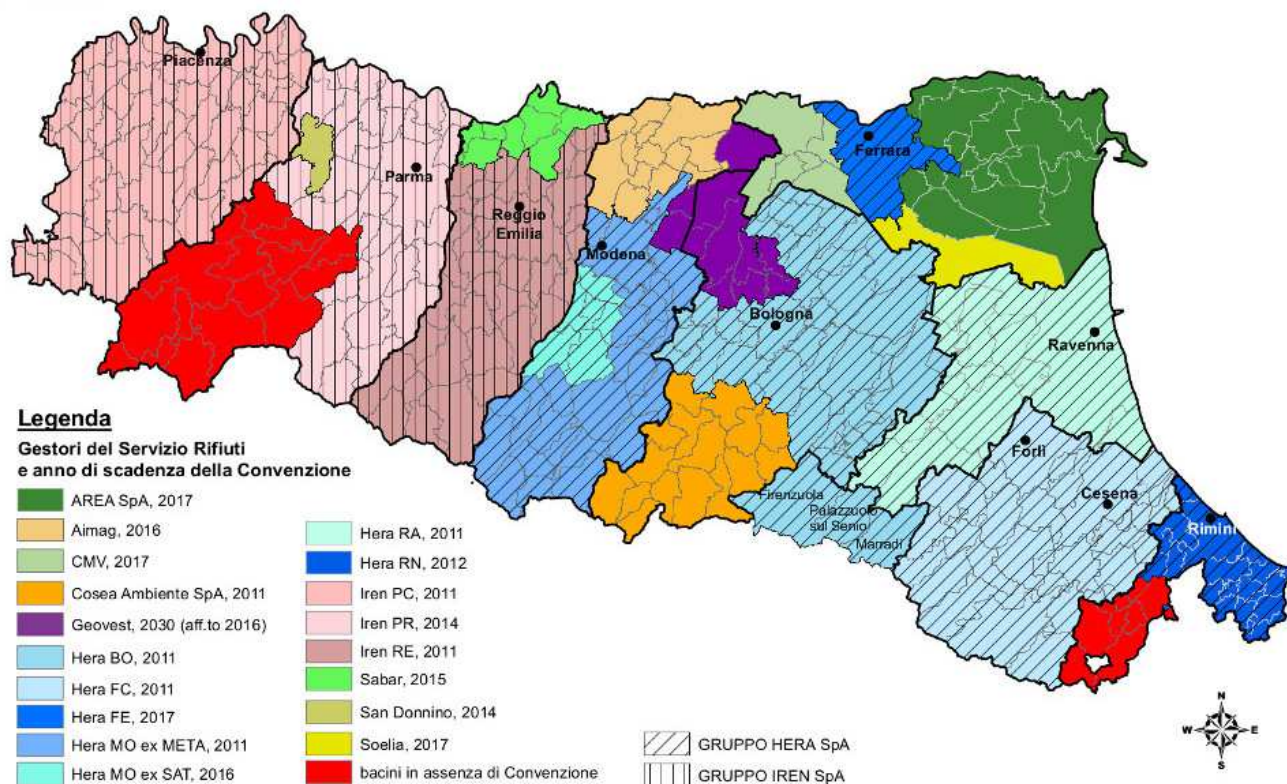 Piacenza
Parma
Reggio
Emilia
Modena
Ferrara
Bologna
Ravenna
Forlì
Cesena
Rimini
Firenzuola
Palazzuolo
sul Senio
Marradi
Legenda
Gestori del Servizio Rifiuti
e anno di scadenza della Convenzione
AREA SpA, 2017
Aimag, 2016
CMV, 2017
Cosea Ambiente SpA, 2011
Geovest, 2030 (aff.to 2016)
Hera BO, 2011
Hera FC, 2011
Hera FE, 2017
Hera MO ex META, 2011
Hera MO ex SAT, 2016
Hera RA, 2011
Hera RN, 2012
Iren PC, 2011
Iren PR, 2014
Iren RE, 2011
Sabar, 2015
San Donnino, 2014
Soelia, 2017
bacini in assenza di Convenzione
GRUPPO HERA SpA
GRUPPO IREN SpA
N
W E
S